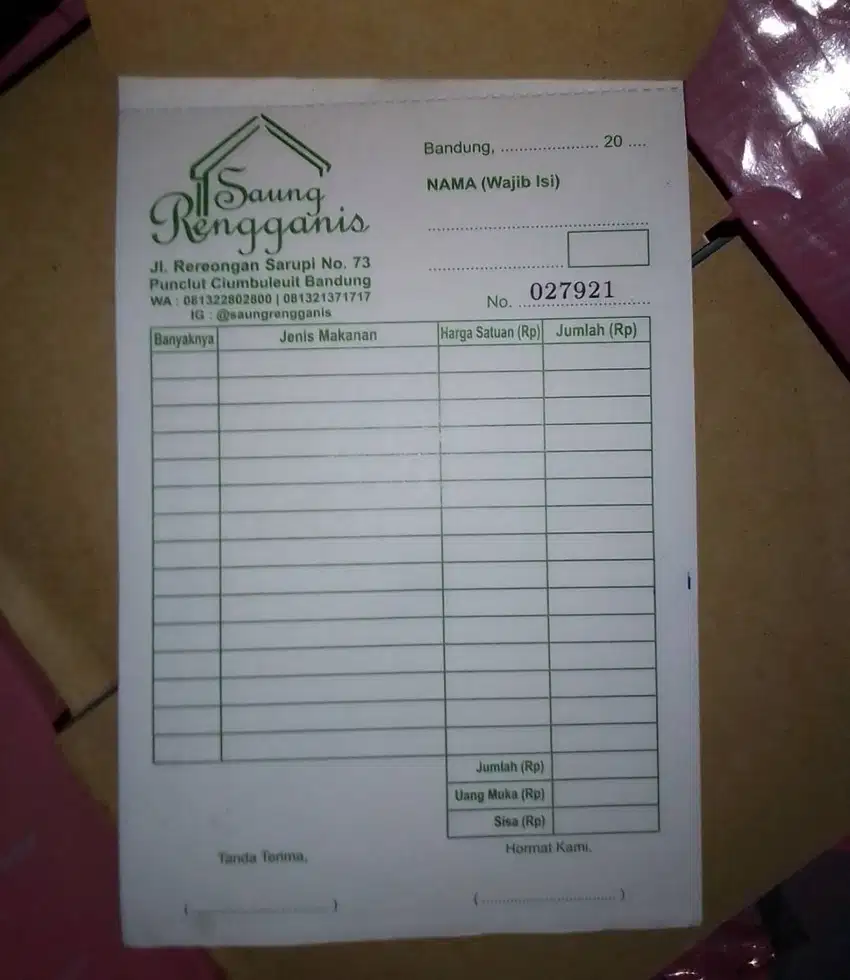 Saung
Rengganis
Jl. Rereongan Sarupi No. 73
Punclut Ciumbuleuit Bandung
WA : 081322802800 | 081321371717
IG : @saungrengganis
Bandung, ..................... 20 ....
NAMA (Wajib Isi)
No. 027921
Banyaknya Jenis Makanan Harga Satuan (Rp) Jumlah (Rp)
Jumlah (Rp)
Uang Muka (Rp)
Sisa (Rp)
Tanda Terima, Hormat Kami,
(..............................) (..............................)